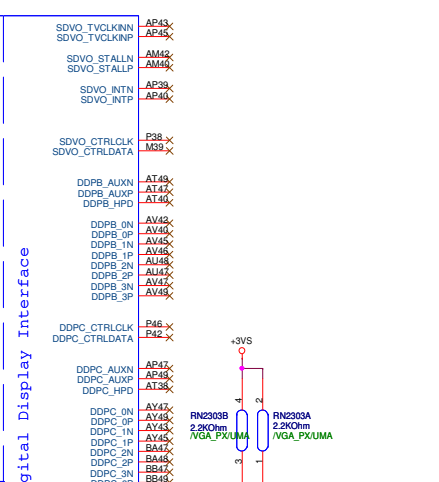 SDVO_TVCLKINN AP43
SDVO_TVCLKINP AP45
SDVO_STALLN AM42
SDVO_STALLP AM40
SDVO_INTN AP39
SDVO_INTP AP40
SDVO_CTRLCLK P38
SDVO_CTRLDATA M39
DDPB_AUXN AT49
DDPB_AUXP AT47
DDPB_HPD AT40
DDPB_0N AV42
DDPB_0P AV40
DDPB_1N AV45
DDPB_1P AV46
DDPB_2N AU48
DDPB_2P AU47
DDPB_3N AV47
DDPB_3P AV49
DDPC_CTRLCLK P46
DDPC_CTRLDATA P42
DDPC_AUXN AP47
DDPC_AUXP AP49
DDPC_HPD AT38
DDPC_0N AY47
DDPC_0P AY49
DDPC_1N AY43
DDPC_1P AY45
DDPC_2N BA47
DDPC_2P BA48
DDPC_3N BB47
BB49
gital Display Interface
+3VS
4
2
RN2303B
2.2KOhm
/VGA_PX/UMA
RN2303A
2.2KOhm
/VGA_PX/UMA
3
1